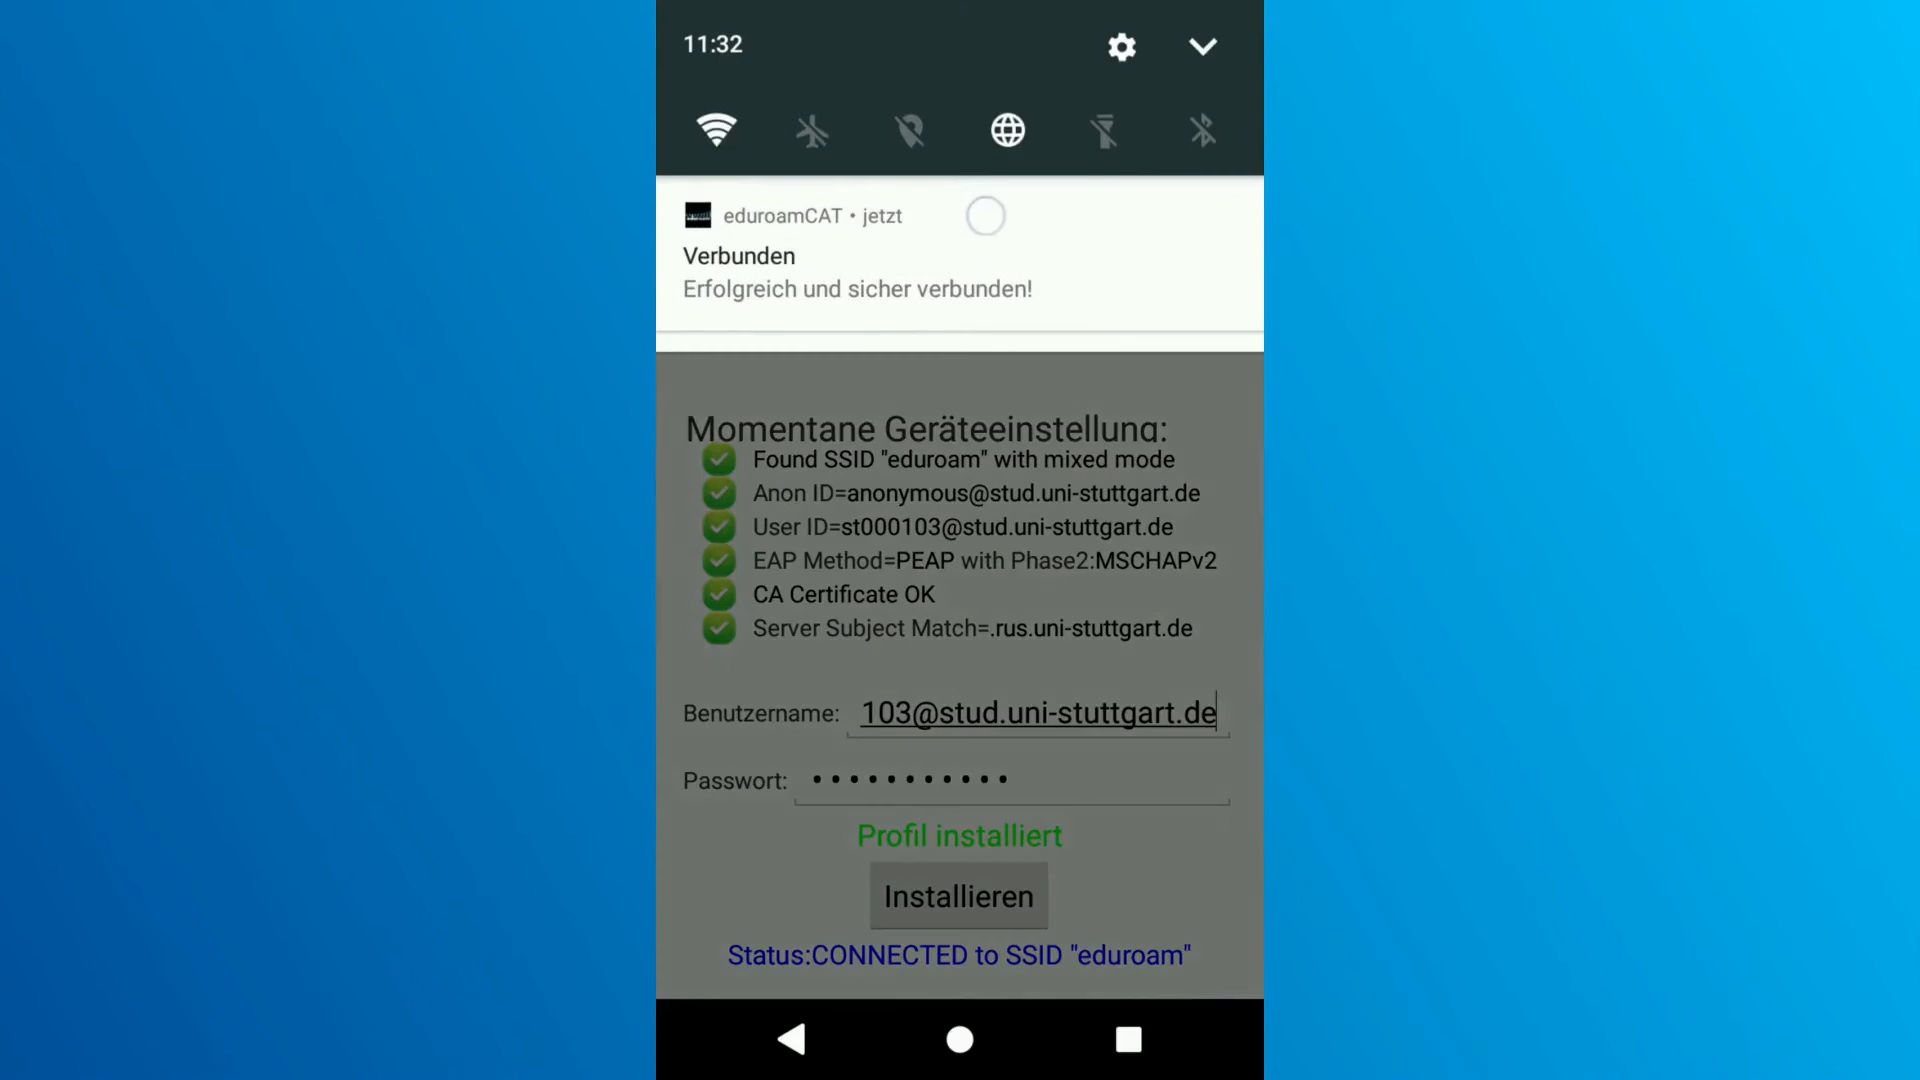 11:32
eduroamCAT • jetzt
Verbunden
Erfolgreich und sicher verbunden!
Momentane Geräteeinstellung:
Found SSID "eduroam" with mixed mode
Anon ID=anonymous@stud.uni-stuttgart.de
User ID=st000103@stud.uni-stuttgart.de
EAP Method=PEAP with Phase2:MSCHAPv2
CA Certificate OK
Server Subject Match=.rus.uni-stuttgart.de
Benutzername: 103@stud.uni-stuttgart.de
Passwort: •••••••••••
Profil installiert
Installieren
Status:CONNECTED to SSID "eduroam"